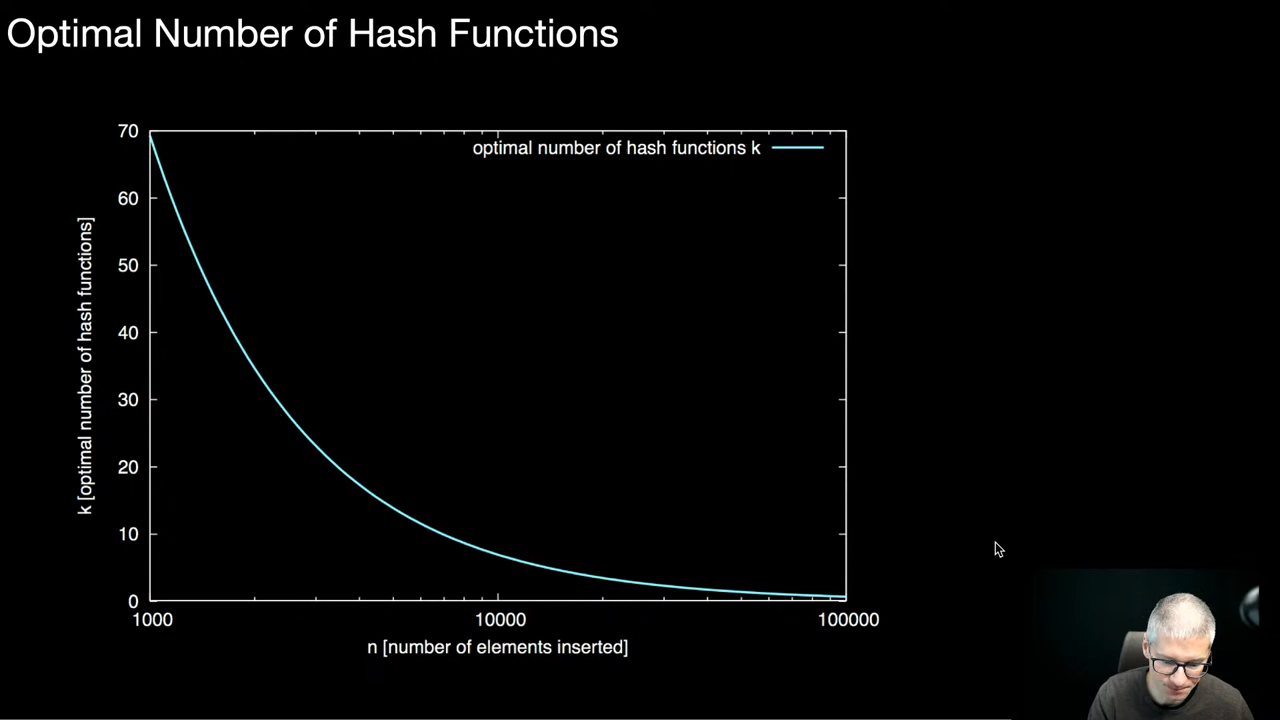 Optimal Number of Hash Functions
optimal number of hash functions k
k [optimal number of hash functions]
70
60
50
40
30
20
10
0
1000 10000 100000
n [number of elements inserted]